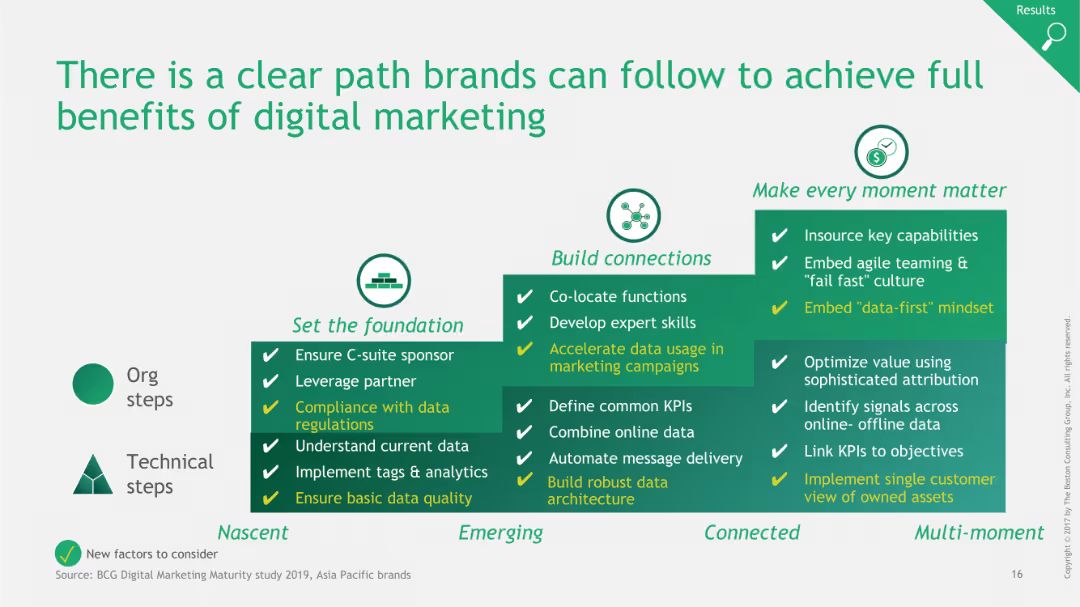 Results
There is a clear path brands can follow to achieve full
benefits of digital marketing
Make every moment matter
✔ Insource key capabilities
✔ Embed agile teaming &
"fail fast" culture
✔ Embed "data-first" mindset
✔ Optimize value using
sophisticated attribution
✔ Identify signals across
online- offline data
✔ Link KPIs to objectives
✔ Implement single customer
view of owned assets
Build connections
✔ Co-locate functions
✔ Develop expert skills
✔ Accelerate data usage in
marketing campaigns
✔ Define common KPIs
✔ Combine online data
✔ Automate message delivery
✔ Build robust data
architecture
Set the foundation
✔ Ensure C-suite sponsor
✔ Leverage partner
✔ Compliance with data
regulations
✔ Understand current data
✔ Implement tags & analytics
✔ Ensure basic data quality
Org
steps
Technical
steps
Nascent
Emerging
Connected
Multi-moment
✓ New factors to consider
Source: BCG Digital Marketing Maturity study 2019, Asia Pacific brands
16
Copyright © 2017 by The Boston Consulting Group, Inc. All rights reserved.